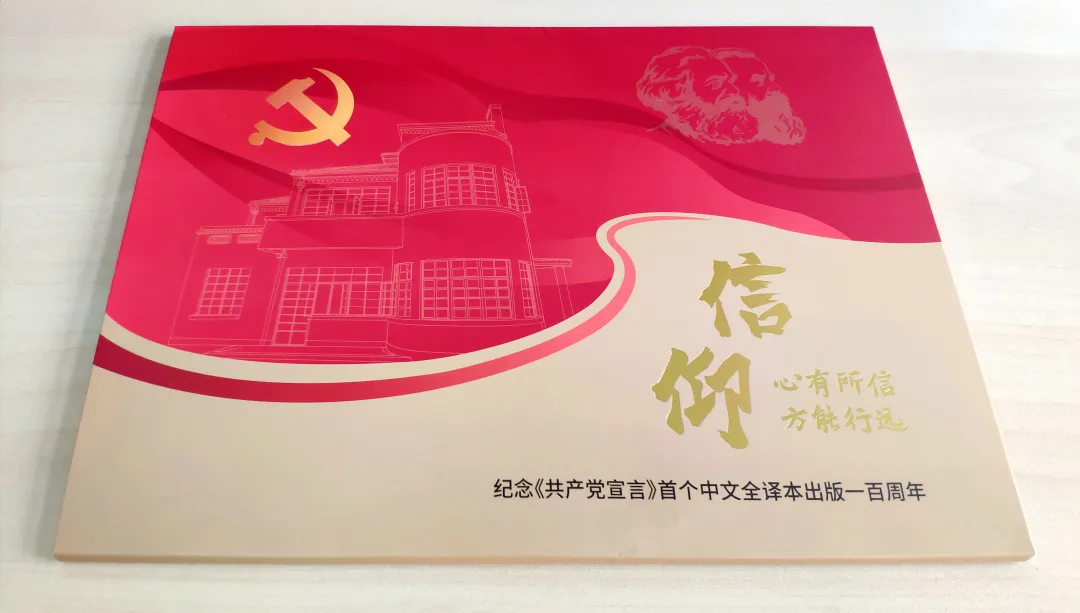 信仰
心有所信
方能行远
纪念《共产党宣言》首个中文全译本出版一百周年